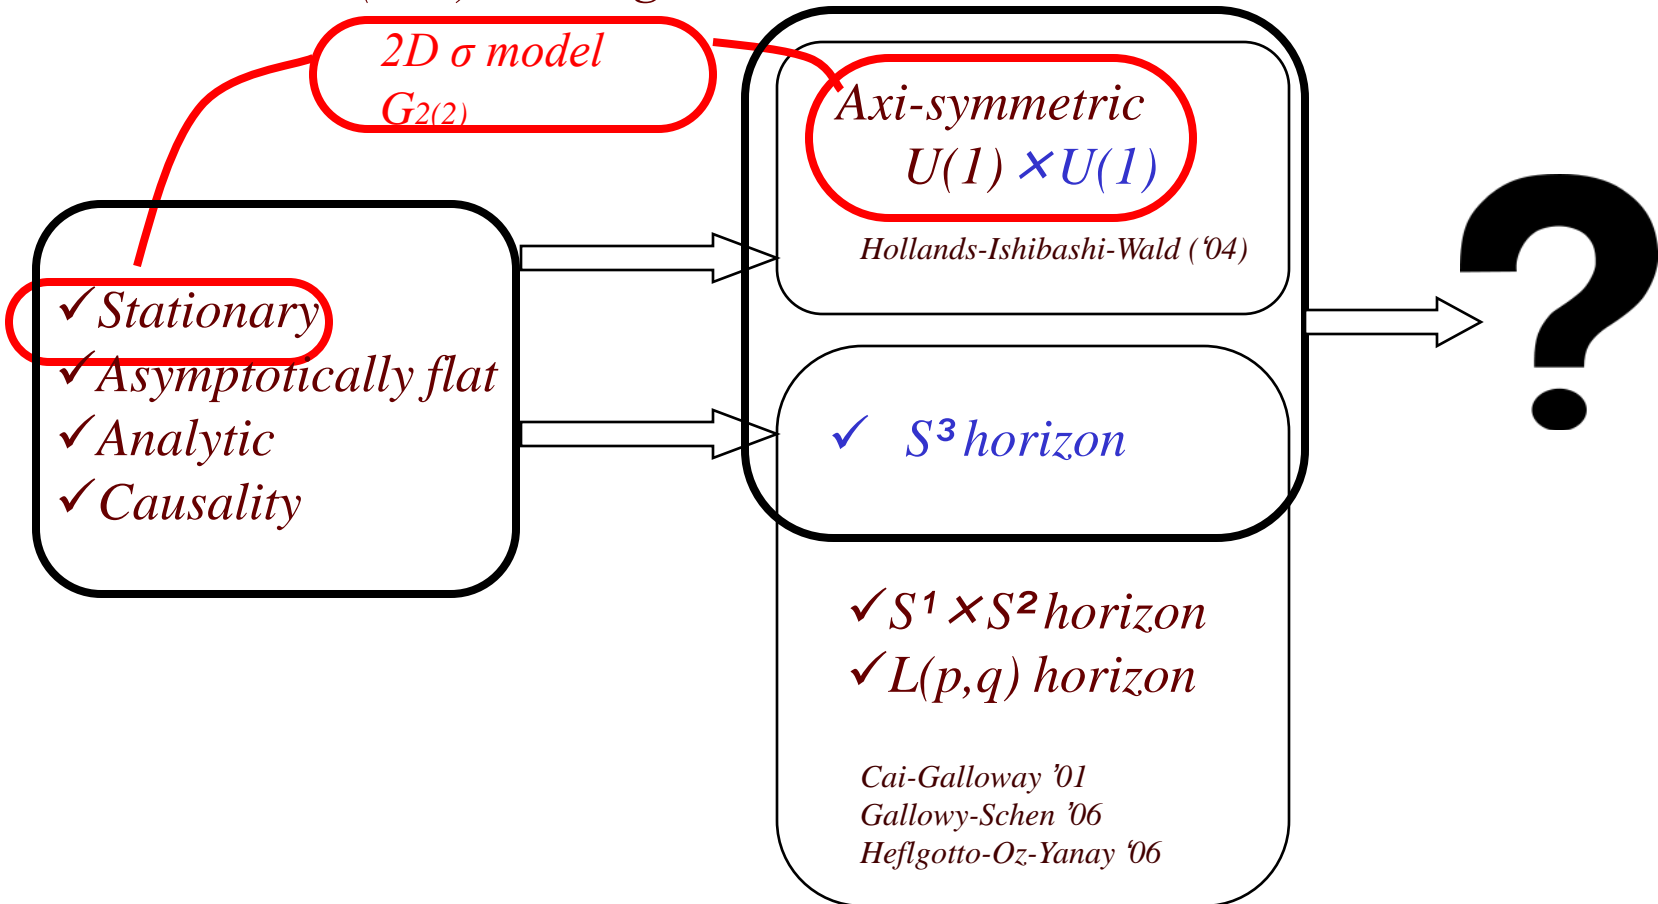 2D σ model
G2(2)
Axi-symmetric
U(1) ×U(1)
Hollands-Ishibashi-Wald (‘04)
✓Stationary
✓Asymptotically flat
✓Analytic
✓Causality
✓ S³ horizon
✓S¹×S² horizon
✓L(p,q) horizon
Cai-Galloway ’01
Gallowy-Schen ’06
Heflgotto-Oz-Yanay ‘06
?